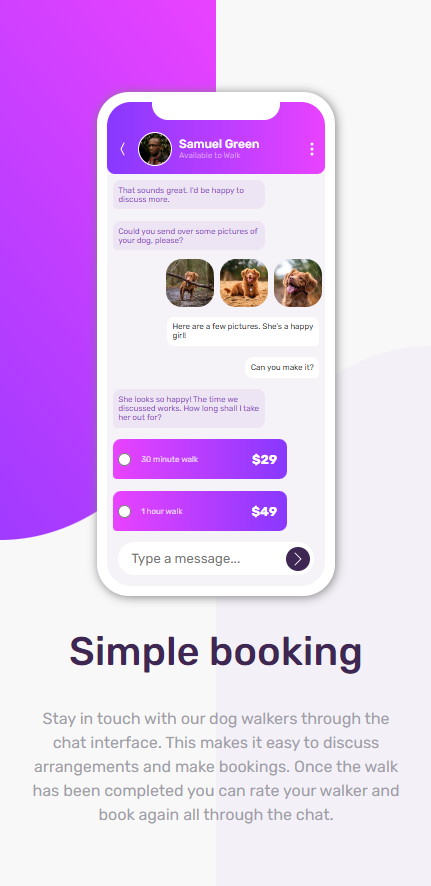 Samuel Green
Available to Walk
That sounds great. I'd be happy to
discuss more.
Could you send over some pictures of
your dog, please?
Here are a few pictures. She's a happy
girl!
Can you make it?
She looks so happy! The time we
discussed works. How long shall I take
her out for?
30 minute walk $29
1 hour walk $49
Type a message...
Simple booking
Stay in touch with our dog walkers through the
chat interface. This makes it easy to discuss
arrangements and make bookings. Once the walk
has been completed you can rate your walker and
book again all through the chat.